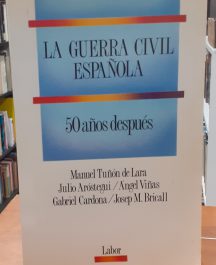 LA GUERRA CIVIL
ESPAÑOLA
50 años después
Manuel Tuñón de Lara
Julio Aróstegui / Ángel Viñas
Gabriel Cardona / Josep M. Bricall
Labor